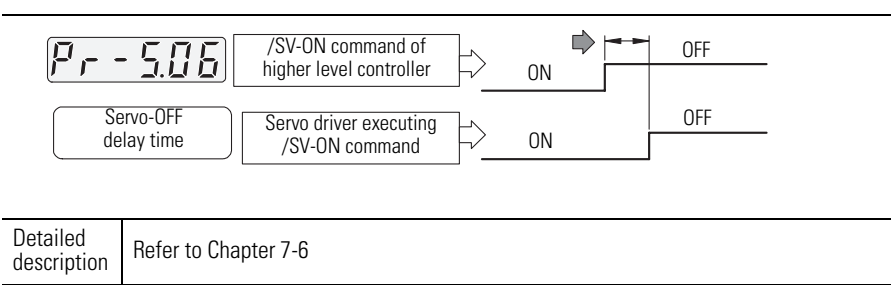 Pr-5.06
/SV-ON command of
higher level controller
ON
OFF
Servo-OFF
delay time
Servo driver executing
/SV-ON command
ON
OFF
Detailed
description
Refer to Chapter 7-6